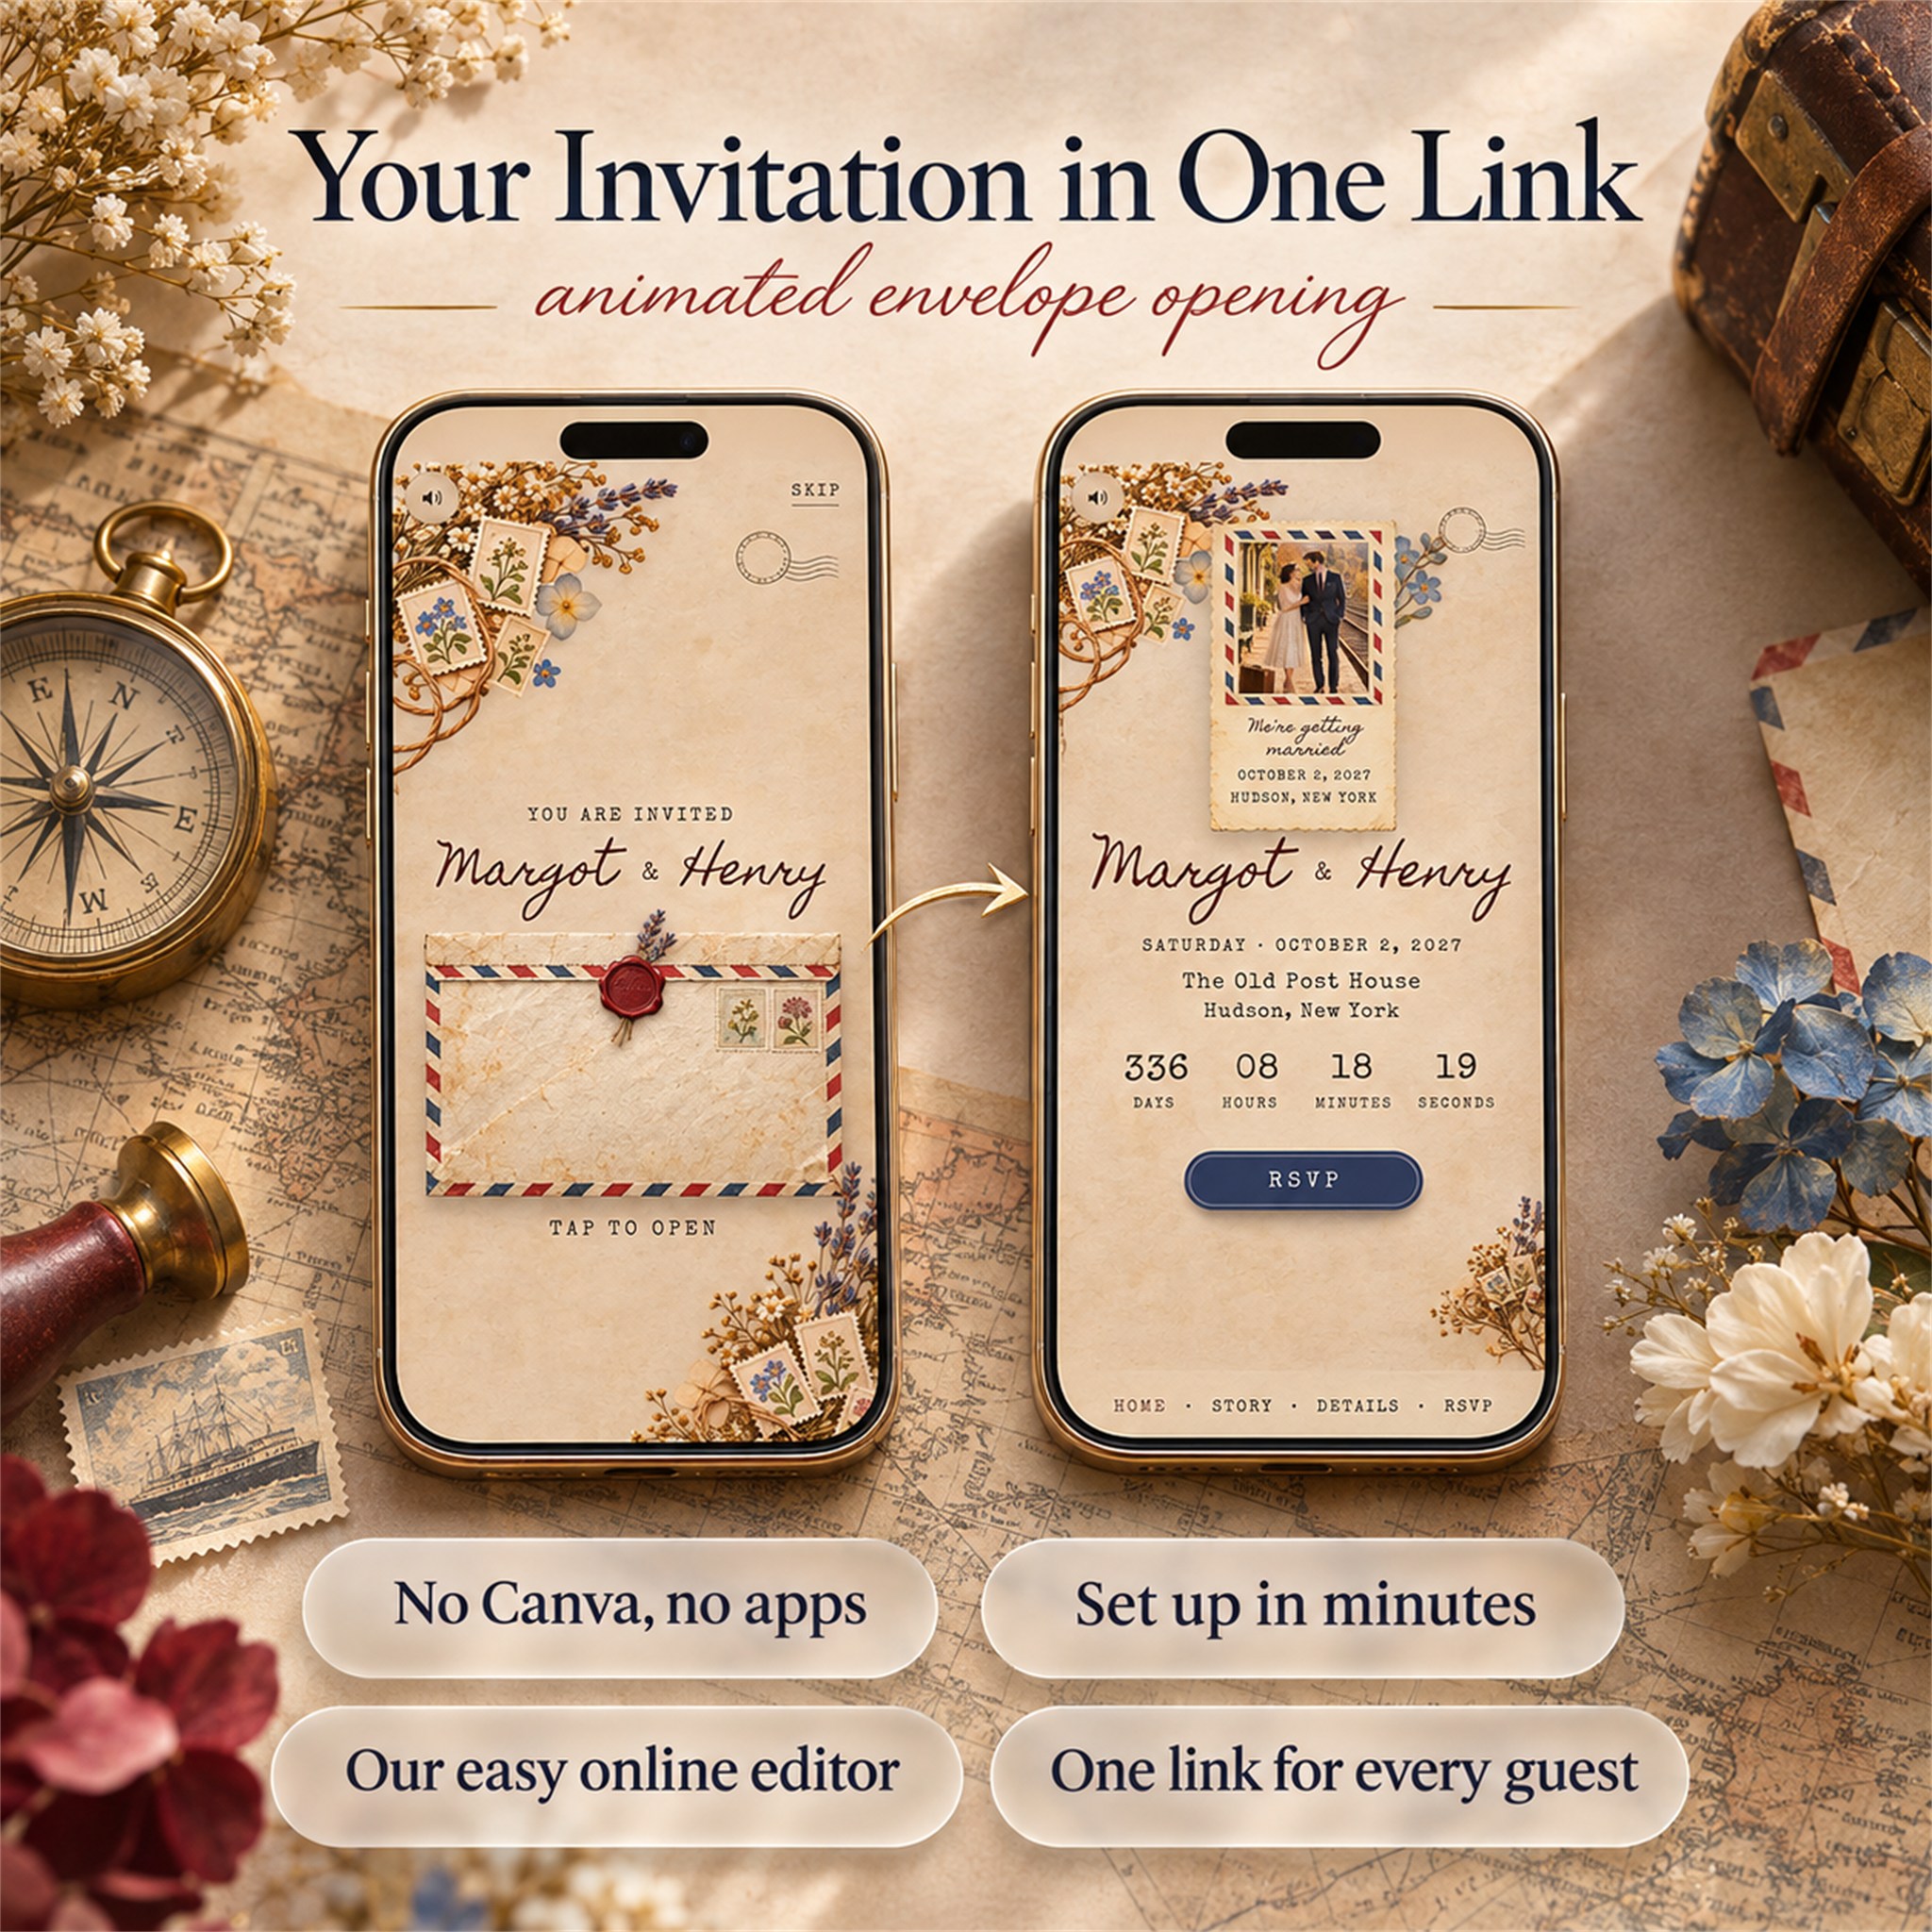 Your Invitation in One Link
animated envelope opening
SKIP
YOU ARE INVITED
Margot & Henry
TAP TO OPEN
We're getting
married
OCTOBER 2, 2027
HUDSON, NEW YORK
Margot & Henry
SATURDAY · OCTOBER 2, 2027
The Old Post House
Hudson, New York
336 08 18 19
DAYS HOURS MINUTES SECONDS
RSVP
HOME · STORY · DETAILS · RSVP
E N E W
No Canva, no apps
Set up in minutes
Our easy online editor
One link for every guest